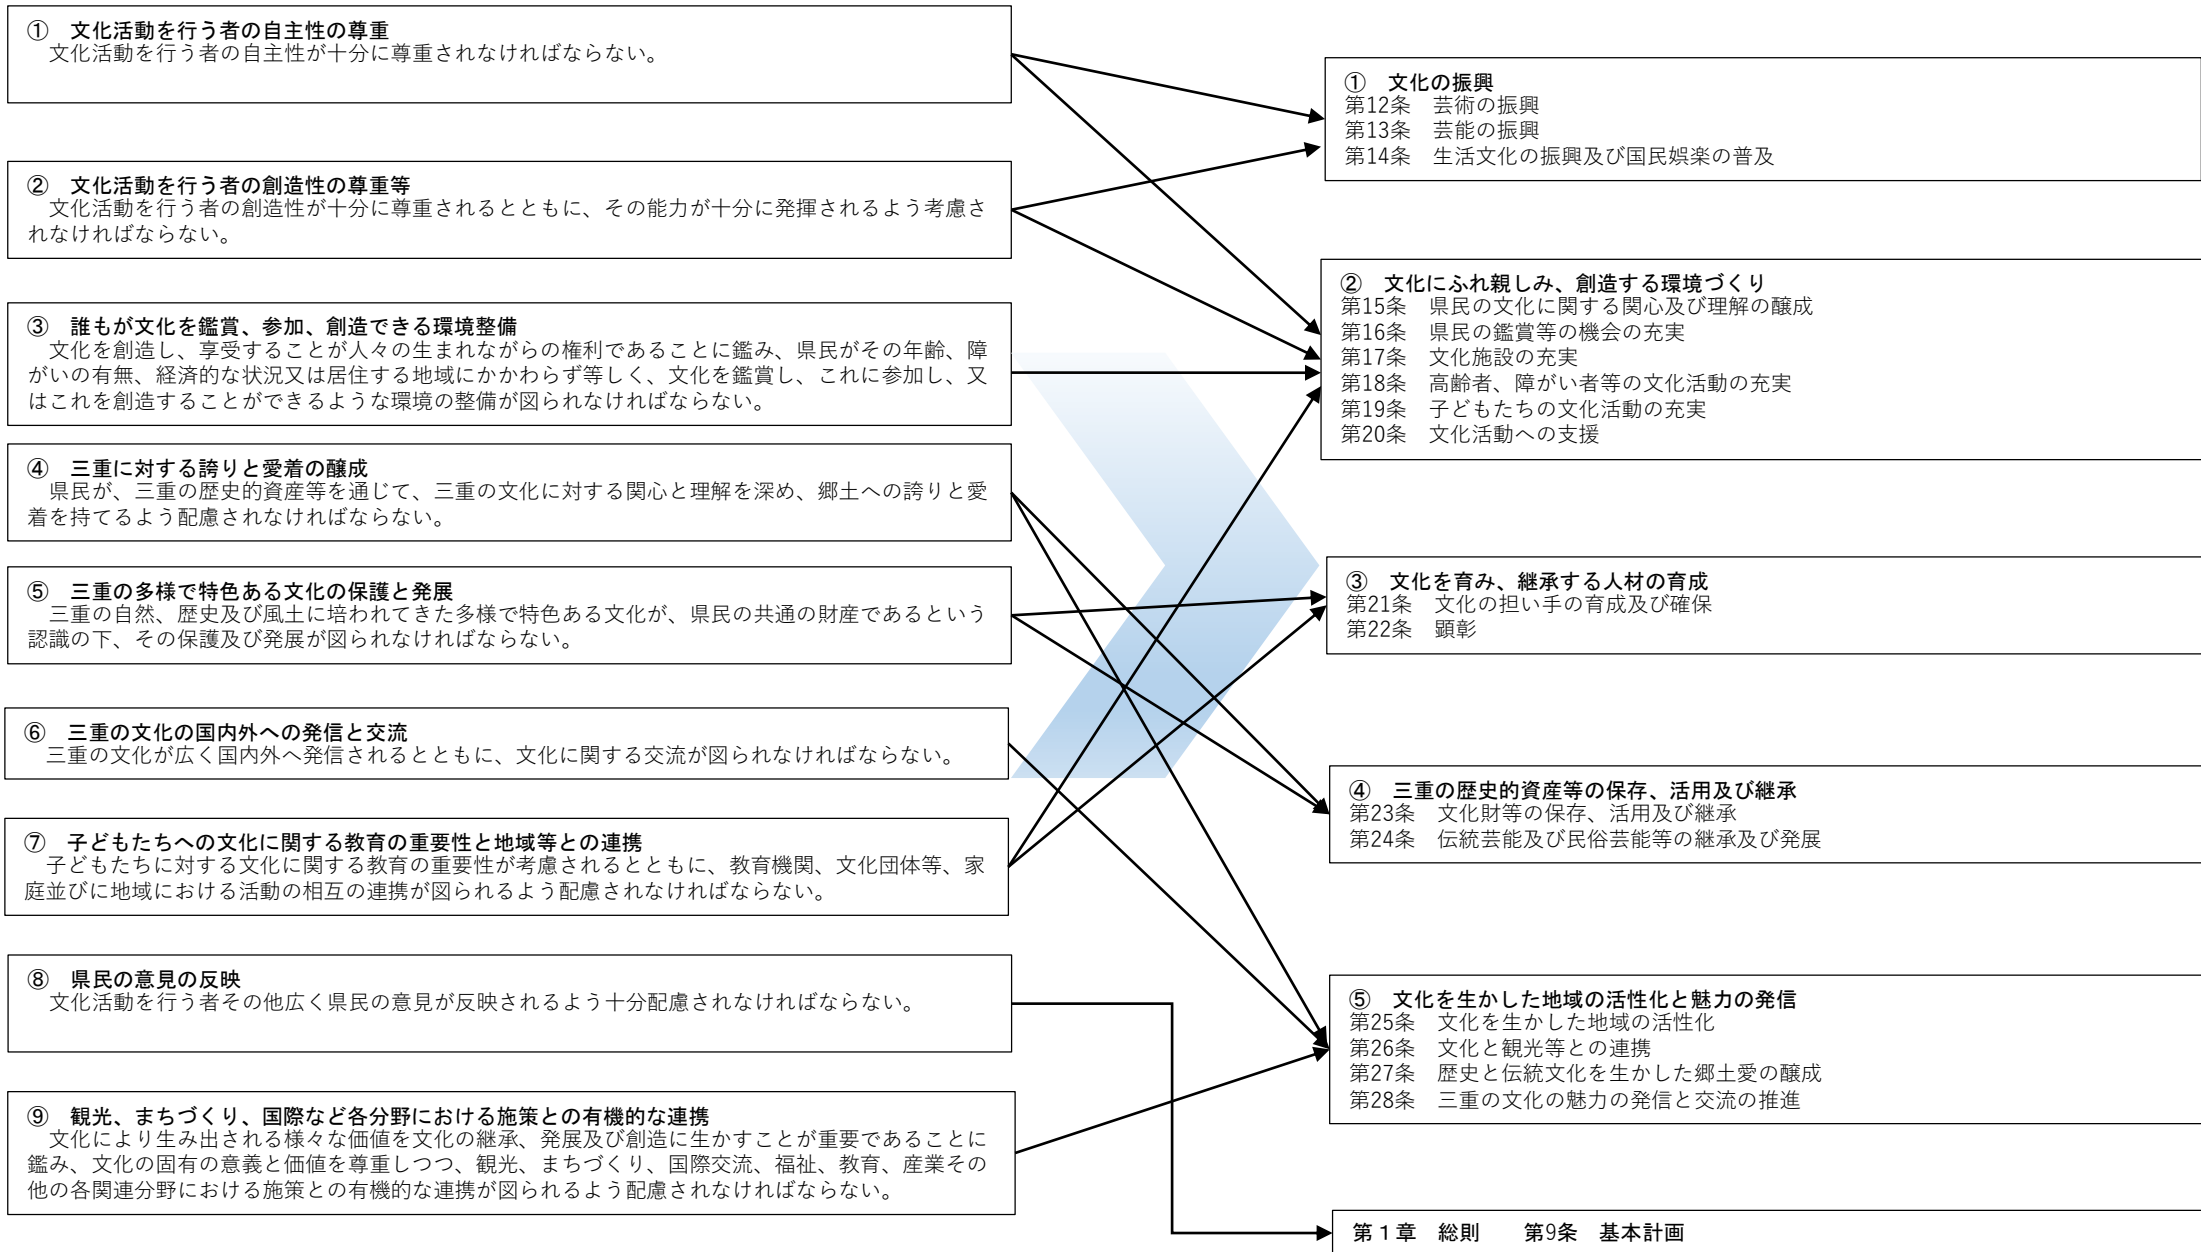 ① 文化活動を行う者の自主性の尊重
文化活動を行う者の自主性が十分に尊重されなければならない。
② 文化活動を行う者の創造性の尊重等
文化活動を行う者の創造性が十分に尊重されるとともに、その能力が十分に発揮されるよう考慮さ
れなければならない。
③ 誰もが文化を鑑賞、参加、創造できる環境整備
文化を創造し、享受することが人々の生まれながらの権利であることに鑑み、県民がその年齢、障
がいの有無、経済的な状況又は居住する地域にかかわらず等しく、文化を鑑賞し、これに参加し、又
はこれを創造することができるような環境の整備が図られなければならない。
④ 三重に対する誇りと愛着の醸成
県民が、三重の歴史的資産等を通じて、三重の文化に対する関心と理解を深め、郷土への誇りと愛
着を持てるよう配慮されなければならない。
⑤ 三重の多様で特色ある文化の保護と発展
三重の自然、歴史及び風土に培われてきた多様で特色ある文化が、県民の共通の財産であるという
認識の下、その保護及び発展が図られなければならない。
⑥ 三重の文化の国内外への発信と交流
三重の文化が広く国内外へ発信されるとともに、文化に関する交流が図られなければならない。
⑦ 子どもたちへの文化に関する教育の重要性と地域等との連携
子どもたちに対する文化に関する教育の重要性が考慮されるとともに、教育機関、文化団体等、家
庭並びに地域における活動の相互の連携が図られるよう配慮されなければならない。
⑧ 県民の意見の反映
文化活動を行う者その他広く県民の意見が反映されるよう十分配慮されなければならない。
⑨ 観光、まちづくり、国際など各分野における施策との有機的な連携
文化により生み出される様々な価値を文化の継承、発展及び創造に生かすことが重要であることに
鑑み、文化の固有の意義と価値を尊重しつつ、観光、まちづくり、国際交流、福祉、教育、産業その
他の各関連分野における施策との有機的な連携が図られるよう配慮されなければならない。
① 文化の振興
第12条 芸術の振興
第13条 芸能の振興
第14条 生活文化の振興及び国民娯楽の普及
② 文化にふれ親しみ、創造する環境づくり
第15条 県民の文化に関する関心及び理解の醸成
第16条 県民の鑑賞等の機会の充実
第17条 文化施設の充実
第18条 高齢者、障がい者等の文化活動の充実
第19条 子どもたちの文化活動の充実
第20条 文化活動への支援
③ 文化を育み、継承する人材の育成
第21条 文化の担い手の育成及び確保
第22条 顕彰
④ 三重の歴史的資産等の保存、活用及び継承
第23条 文化財等の保存、活用及び継承
第24条 伝統芸能及び民俗芸能等の継承及び発展
⑤ 文化を生かした地域の活性化と魅力の発信
第25条 文化を生かした地域の活性化
第26条 文化と観光等との連携
第27条 歴史と伝統文化を生かした郷土愛の醸成
第28条 三重の文化の魅力の発信と交流の推進
第１章 総則 第9条 基本計画